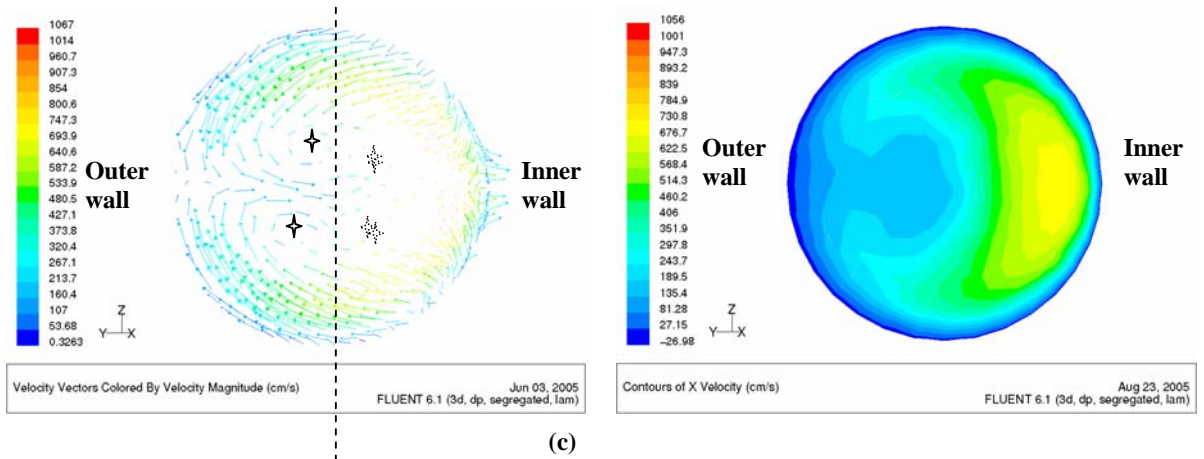 1067
1014
960.7
907.3
854
800.6
747.3
693.9
640.6
587.2
533.9
480.5
427.1
373.8
320.4
267.1
213.7
160.4
107
53.68
0.3263
Outer
wall
Inner
wall
Z
Y X
Velocity Vectors Colored By Velocity Magnitude (cm/s)
Jun 03, 2005
FLUENT 6.1 (3d, dp, segregated, lam)
1056
1001
947.3
893.2
839
784.9
730.8
676.7
622.5
568.4
514.3
460.2
406
351.9
297.8
243.7
189.5
135.4
81.28
27.15
-26.98
Outer
wall
Inner
wall
Z
Y X
Contours of X Velocity (cm/s)
Aug 23, 2005
FLUENT 6.1 (3d, dp, segregated, lam)
(c)